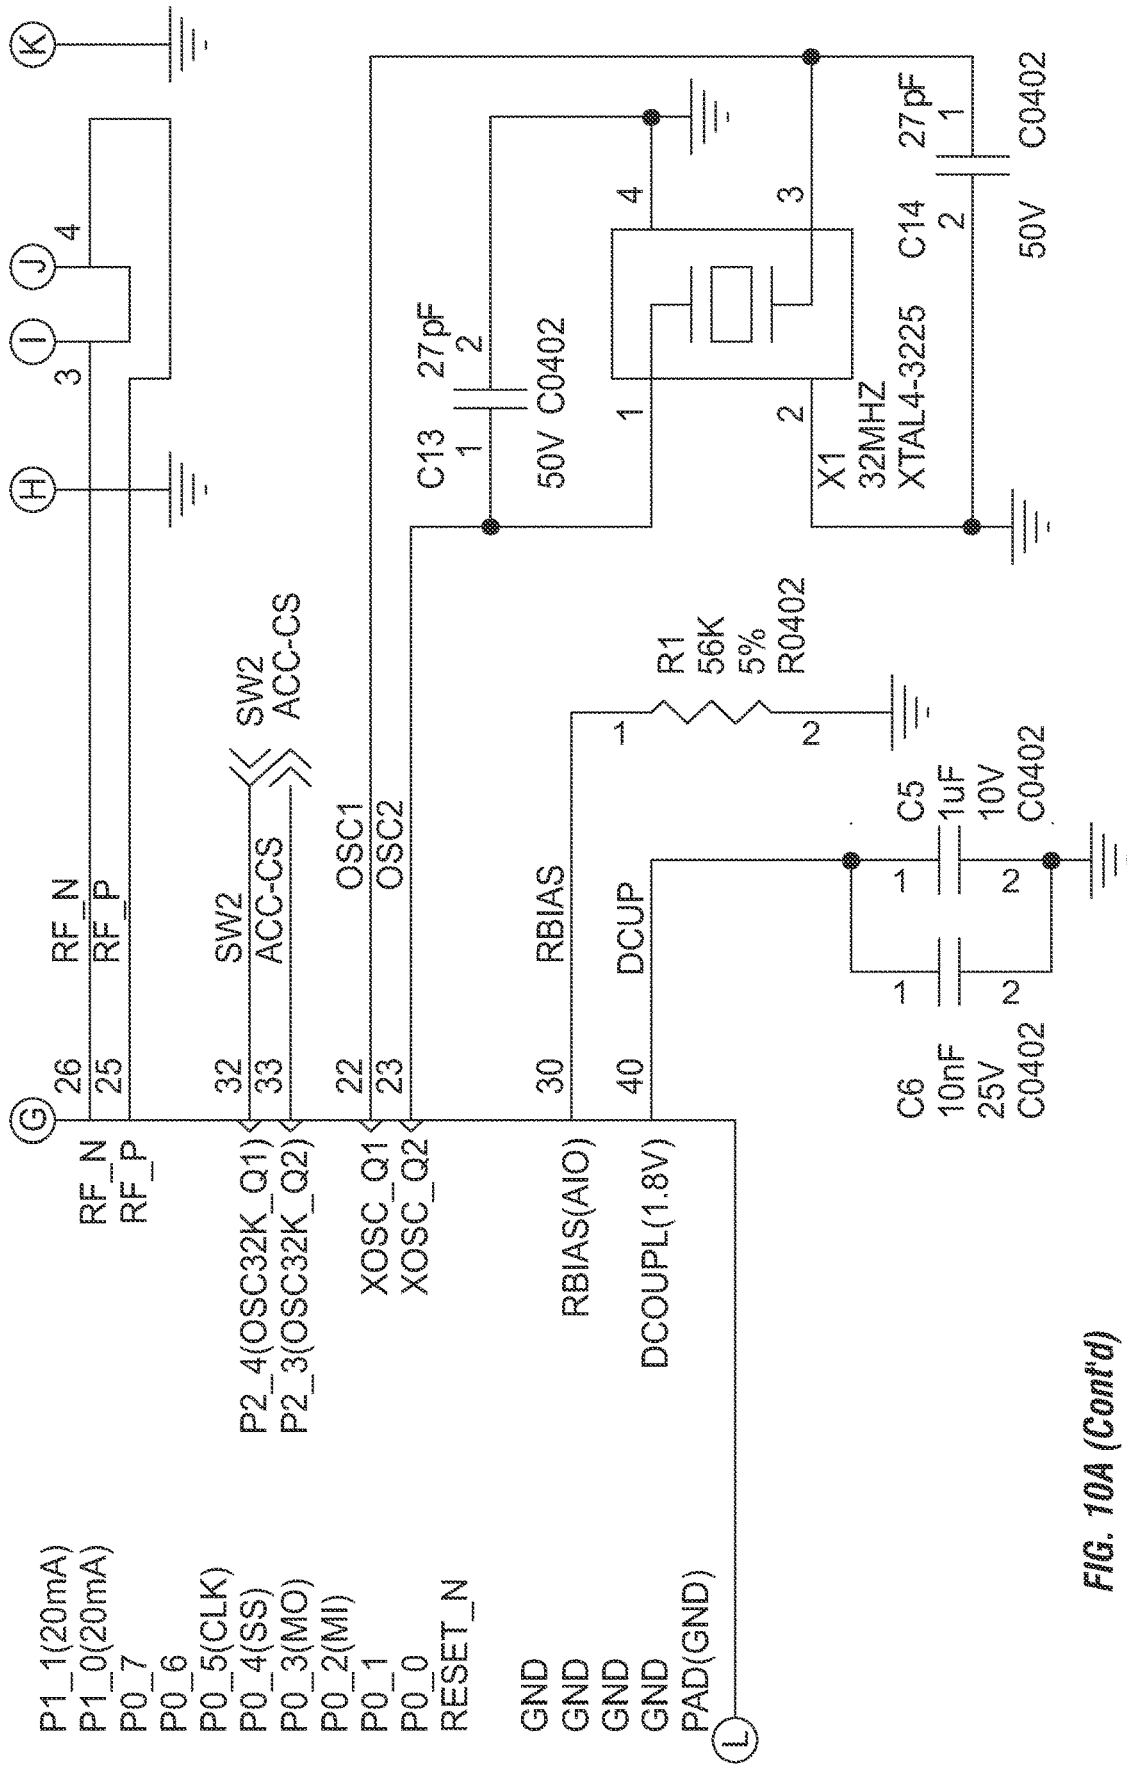 K
J
I
H
G
4
3
26
RF_N
25
RF_P
RF_N
RF_P
P1_1(20mA)
P1_0(20mA)
P0_7
P0_6
P0_5(CLK)
P0_4(SS)
P0_3(MO)
P0_2(MI)
P0_1
P0_0
RESET_N
GND
GND
GND
GND
PAD(GND)
L
P2_4(OSC32K_Q1)
P2_3(OSC32K_Q2)
32
SW2
SW2
33
ACC-CS
ACC-CS
XOSC_Q1
XOSC_Q2
22
OSC1
23
OSC2
C13
27pF
1
2
50V C0402
1
4
2
3
X1
32MHZ
XTAL4-3225
C14
27pF
2
1
50V
C0402
RBIAS(AIO)
30
RBIAS
1
2
R1
56K
5%
R0402
DCOUPL(1.8V)
40
DCUP
1
2
C6
10nF
25V
C0402
1
2
C5
1uF
10V
C0402
FIG. 10A (Cont'd)